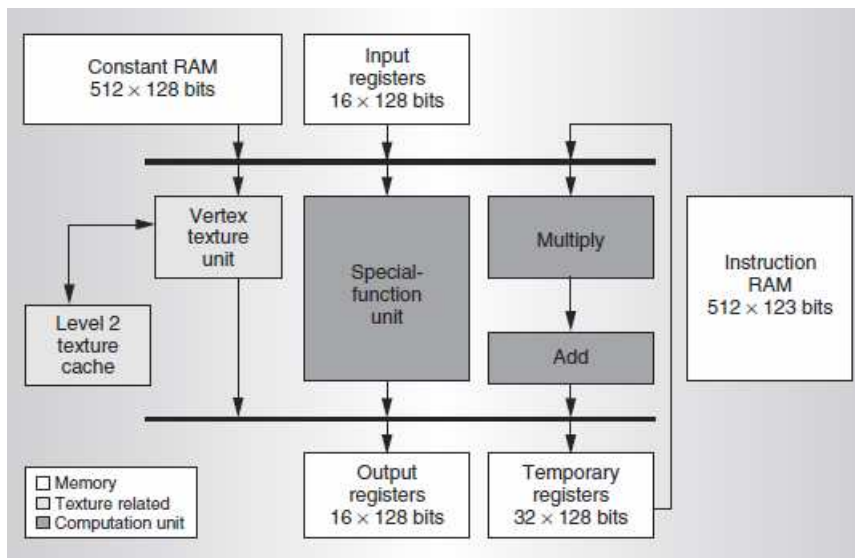 Constant RAM
512 × 128 bits
Input
registers
16 × 128 bits
Vertex
texture
unit
Special-
function
unit
Multiply
Instruction
RAM
512 × 123 bits
Level 2
texture
cache
Add
Memory
Texture related
Computation unit
Output
registers
16 × 128 bits
Temporary
registers
32 × 128 bits